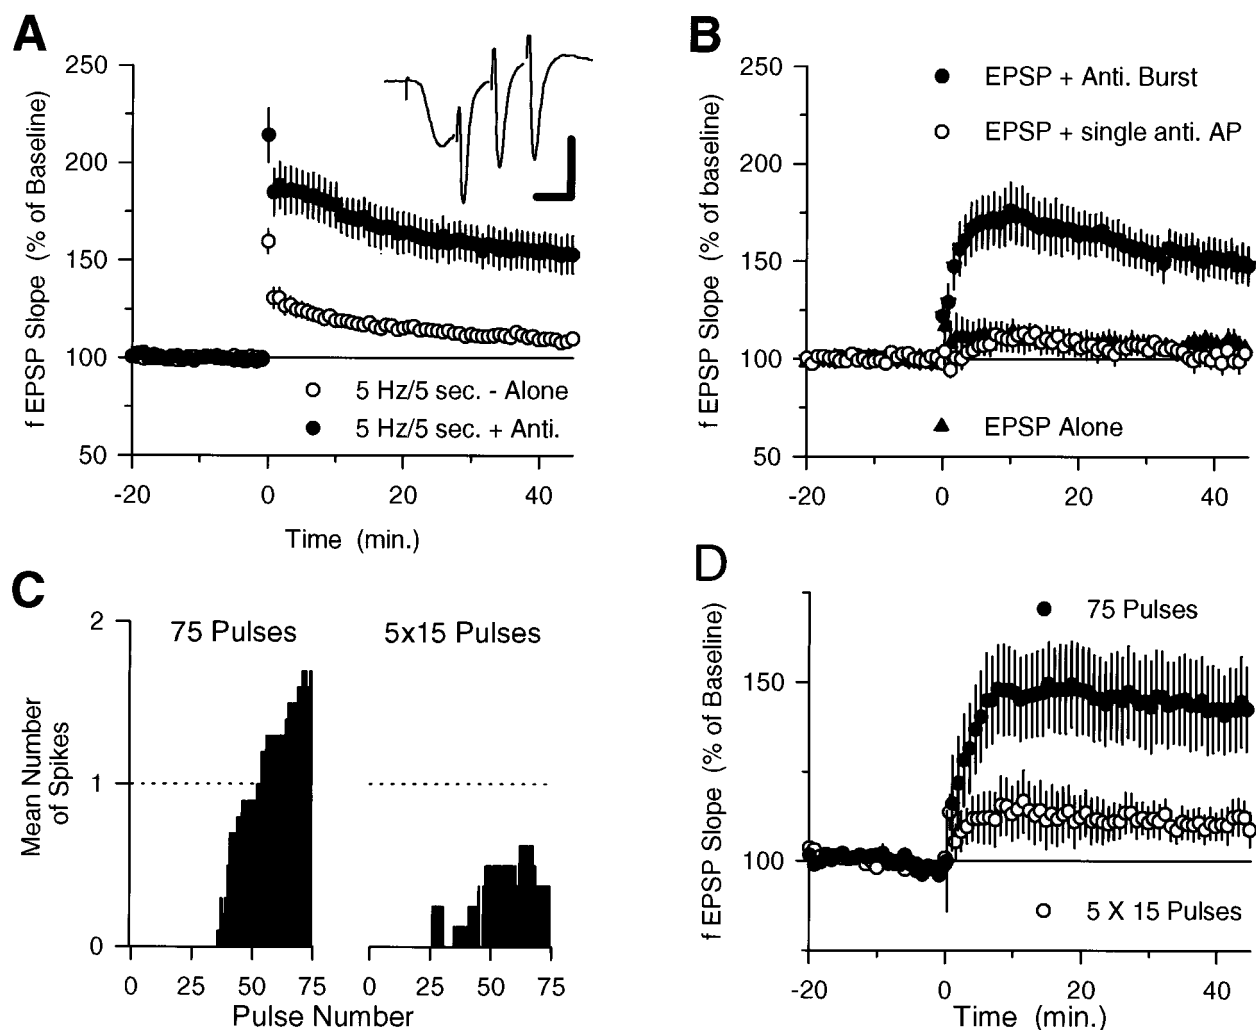 A
250
200
150
100
50
f EPSP Slope (% of Baseline)
5 Hz/5 sec. - Alone
5 Hz/5 sec. + Anti.
-20
0
20
40
Time (min.)
B
250
200
150
100
50
f EPSP Slope (% of baseline)
EPSP + Anti. Burst
EPSP + single anti. AP
EPSP Alone
-20
0
20
40
C
2
1
0
Mean Number
of Spikes
75 Pulses
5x15 Pulses
0
25
50
75
0
25
50
75
Pulse Number
D
150
100
f EPSP Slope (% of Baseline)
75 Pulses
5 X 15 Pulses
-20
0
20
40
Time (min.)